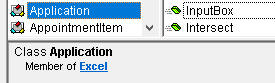 Application
InputBox
AppointmentItem
Intersect
Class Application
Member of Excel